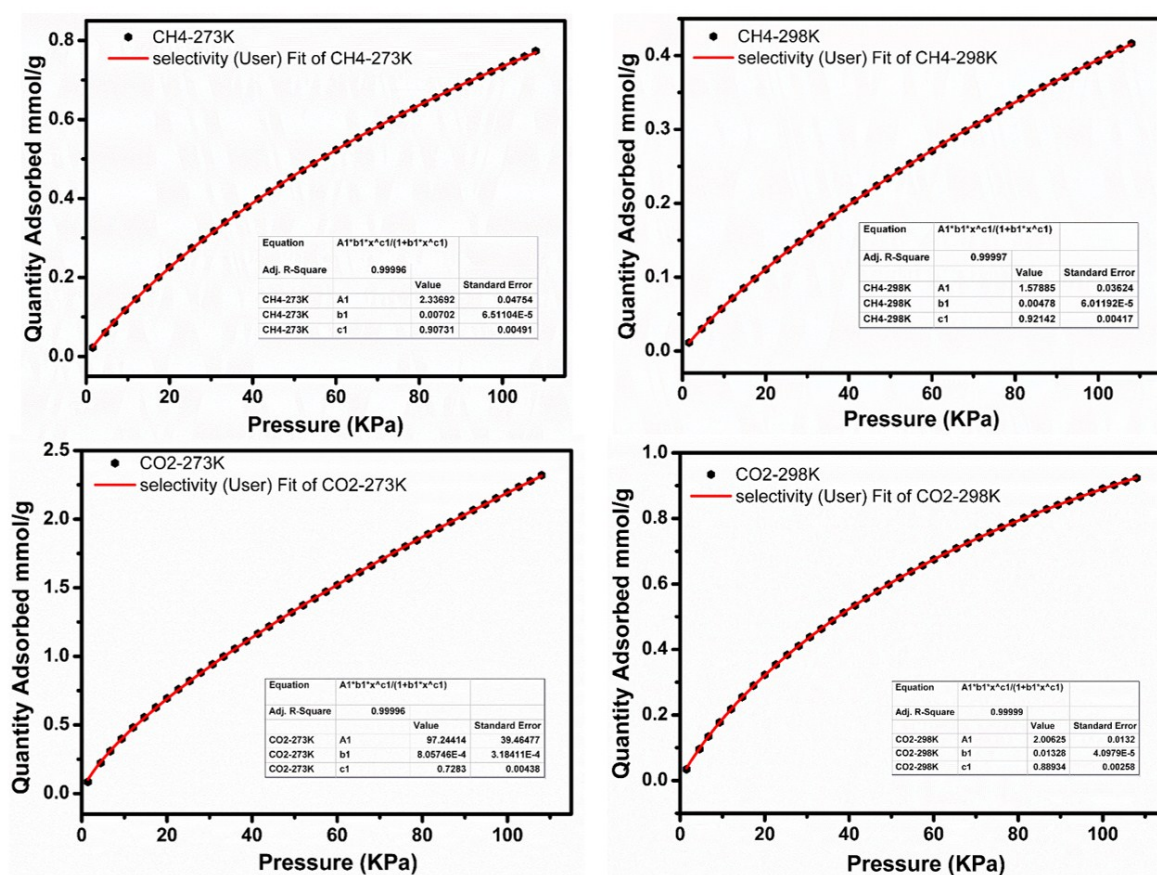 CH4-273K
selectivity (User) Fit of CH4-273K
Quantity Adsorbed mmol/g
0.8
0.6
0.4
0.2
0.0
Equation A1*b1*x^c1/(1+b1*x^c1)
Adj. R-Square 0.99996
Value Standard Error
CH4-273K A1 2.33692 0.04754
CH4-273K b1 0.00702 6.51104E-5
CH4-273K c1 0.90731 0.00491
0 20 40 60 80 100
Pressure (KPa)
CH4-298K
selectivity (User) Fit of CH4-298K
Quantity Adsorbed mmol/g
0.4
0.3
0.2
0.1
0.0
Equation A1*b1*x^c1/(1+b1*x^c1)
Adj. R-Square 0.99997
Value Standard Error
CH4-298K A1 1.57885 0.03624
CH4-298K b1 0.00478 6.01192E-5
CH4-298K c1 0.92142 0.00417
0 20 40 60 80 100
Pressure (KPa)
CO2-273K
selectivity (User) Fit of CO2-273K
Quantity Adsorbed mmol/g
2.5
2.0
1.5
1.0
0.5
0.0
Equation A1*b1*x^c1/(1+b1*x^c1)
Adj. R-Square 0.99996
Value Standard Error
CO2-273K A1 97.24414 39.46477
CO2-273K b1 8.05746E-4 3.18411E-4
CO2-273K c1 0.7283 0.00438
0 20 40 60 80 100
Pressure (KPa)
CO2-298K
selectivity (User) Fit of CO2-298K
Quantity Adsorbed mmol/g
1.0
0.8
0.6
0.4
0.2
0.0
Equation A1*b1*x^c1/(1+b1*x^c1)
Adj. R-Square 0.99999
Value Standard Error
CO2-298K A1 2.00625 0.0132
CO2-298K b1 0.01328 4.0979E-5
CO2-298K c1 0.88934 0.00258
0 20 40 60 80 100
Pressure (KPa)